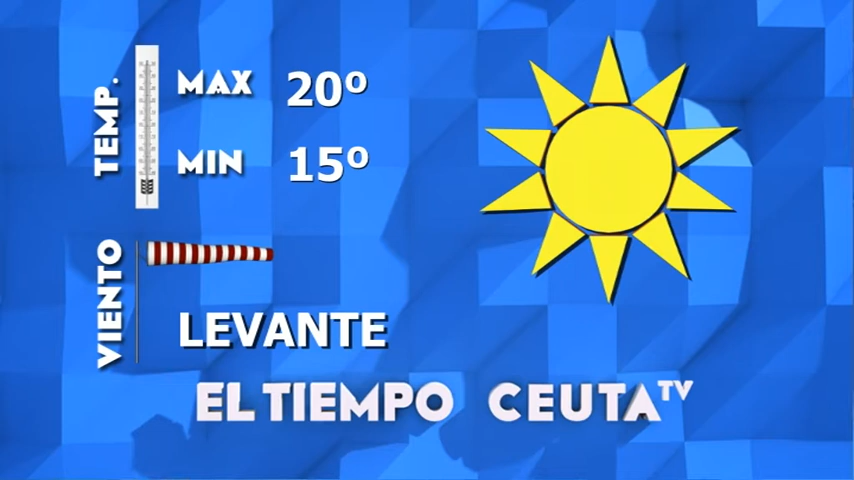 TEMP.
MAX 20º
MIN 15º
VIENTO
LEVANTE
EL TIEMPO CEUTA TV